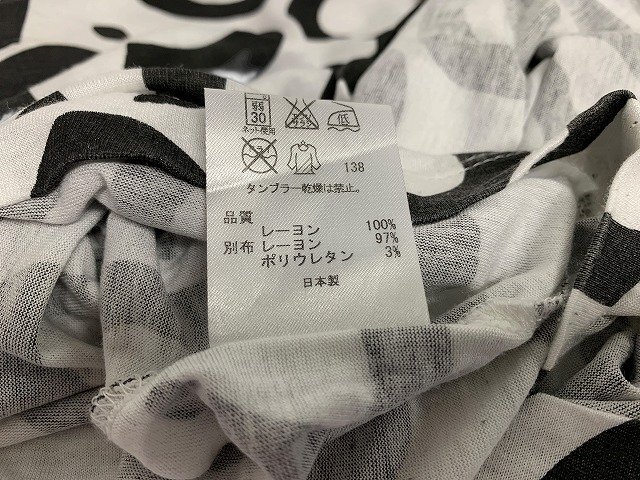 弱
30
低
ネット使用
138
タンブラー乾燥は禁止。
品質
レーヨン 100%
別布 レーヨン 97%
ポリウレタン 3%
日本製